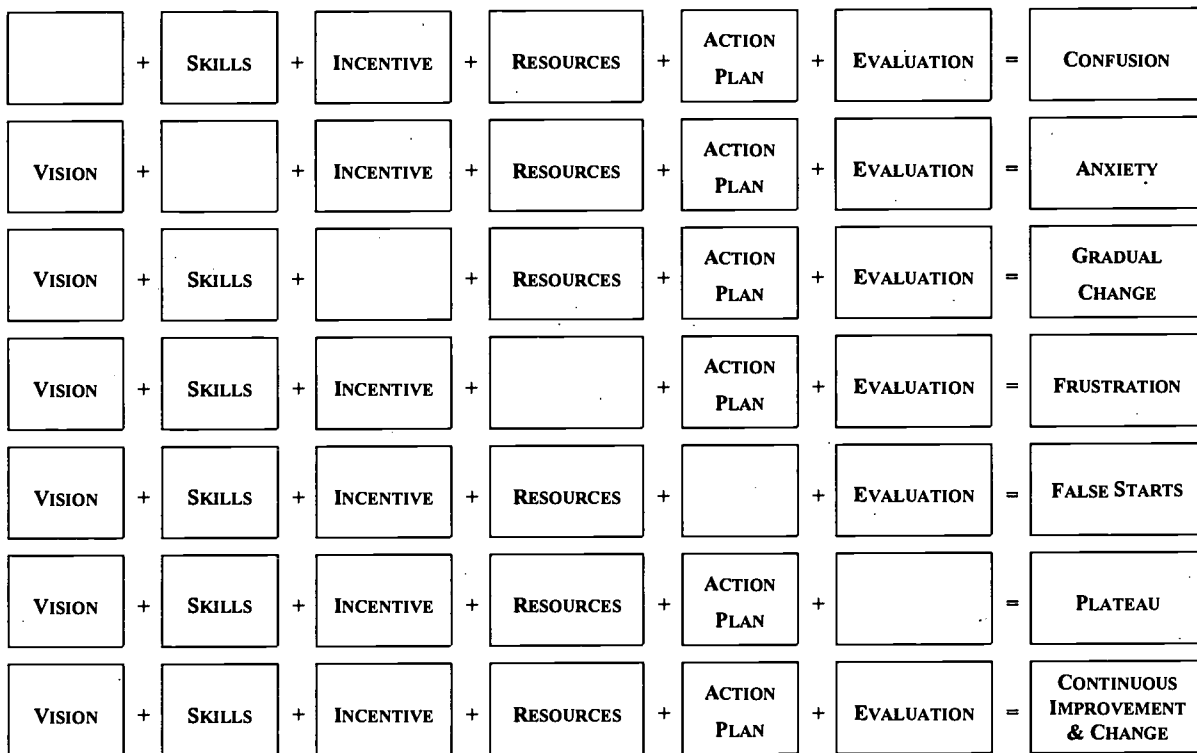 + SKILLS + INCENTIVE + RESOURCES + ACTION PLAN + EVALUATION = CONFUSION
VISION + + INCENTIVE + RESOURCES + ACTION PLAN + EVALUATION = ANXIETY
VISION + SKILLS + + RESOURCES + ACTION PLAN + EVALUATION = GRADUAL CHANGE
VISION + SKILLS + INCENTIVE + + ACTION PLAN + EVALUATION = FRUSTRATION
VISION + SKILLS + INCENTIVE + RESOURCES + + EVALUATION = FALSE STARTS
VISION + SKILLS + INCENTIVE + RESOURCES + ACTION PLAN + = PLATEAU
VISION + SKILLS + INCENTIVE + RESOURCES + ACTION PLAN + EVALUATION = CONTINUOUS IMPROVEMENT & CHANGE